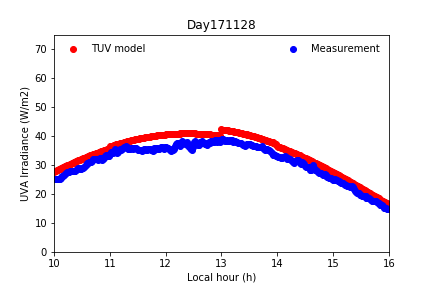 Day171128
TUV model
Measurement
UVA Irradiance (W/m2)
70
60
50
40
30
20
10
0
10 11 12 13 14 15 16
Local hour (h)